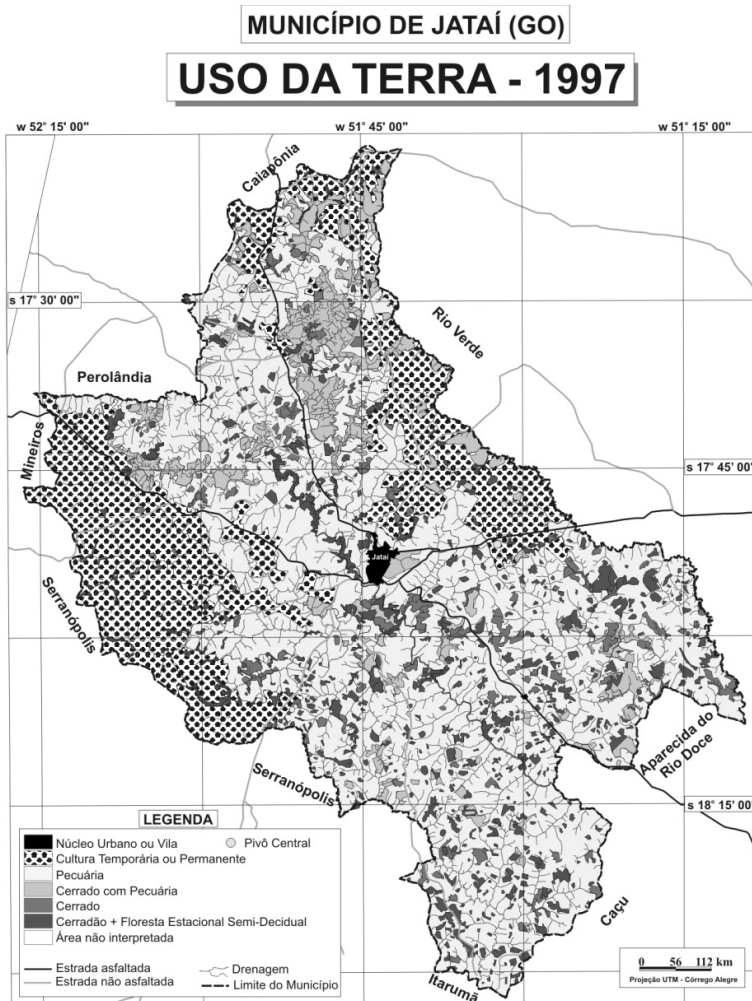 MUNICÍPIO DE JATAÍ (GO)
USO DA TERRA - 1997
w 52° 15' 00"
w 51° 45' 00"
w 51° 15' 00"
Caiapônia
s 17° 30' 00"
Rio Verde
Perolândia
Mineiros
s 17° 45' 00"
Jataí
Serranópolis
Aparecida do
Rio Doce
Serranópolis
s 18° 15' 00"
LEGENDA
Núcleo Urbano ou Vila
Pivô Central
Cultura Temporária ou Permanente
Pecuária
Cerrado com Pecuária
Cerrado
Cerradão + Floresta Estacional Semi-Decidual
Área não interpretada
Estrada asfaltada
Drenagem
Estrada não asfaltada
Limite do Município
Caçu
Itarumã
0 56 112 km
Projeção UTM - Córrego Alegre